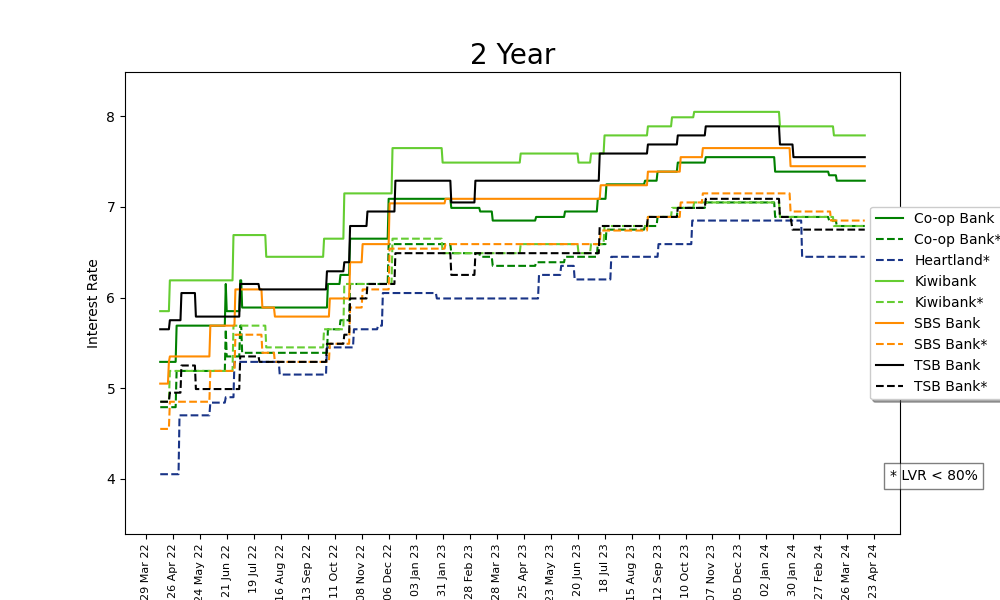 2 Year
Interest Rate
8
7
6
5
4
29 Mar 22
26 Apr 22
24 May 22
21 Jun 22
19 Jul 22
16 Aug 22
13 Sep 22
11 Oct 22
08 Nov 22
06 Dec 22
03 Jan 23
31 Jan 23
28 Feb 23
28 Mar 23
25 Apr 23
23 May 23
20 Jun 23
18 Jul 23
15 Aug 23
12 Sep 23
10 Oct 23
07 Nov 23
05 Dec 23
02 Jan 24
30 Jan 24
27 Feb 24
26 Mar 24
23 Apr 24
Co-op Bank
Co-op Bank*
Heartland*
Kiwibank
Kiwibank*
SBS Bank
SBS Bank*
TSB Bank
TSB Bank*
* LVR < 80%